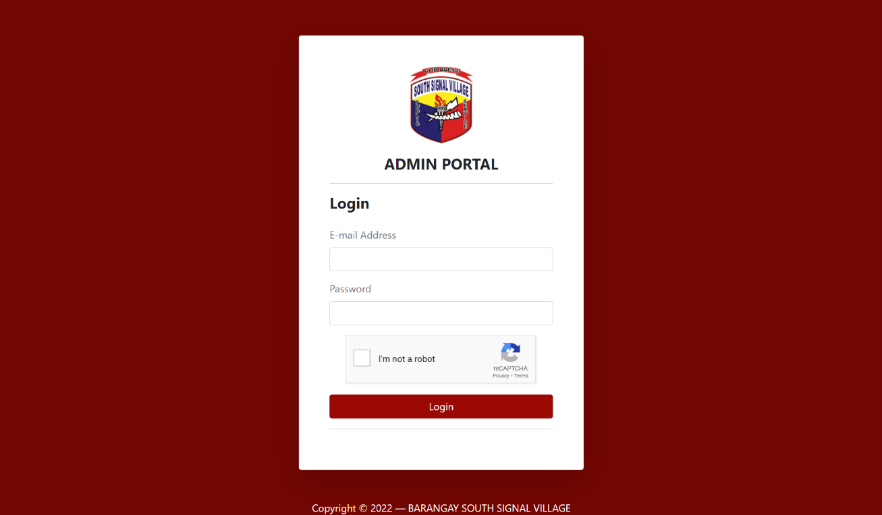 SOUTH SIGNAL VILLAGE
ADMIN PORTAL
Login
E-mail Address
Password
I'm not a robot
reCAPTCHA
Privacy - Terms
Login
Copyright © 2022 — BARANGAY SOUTH SIGNAL VILLAGE